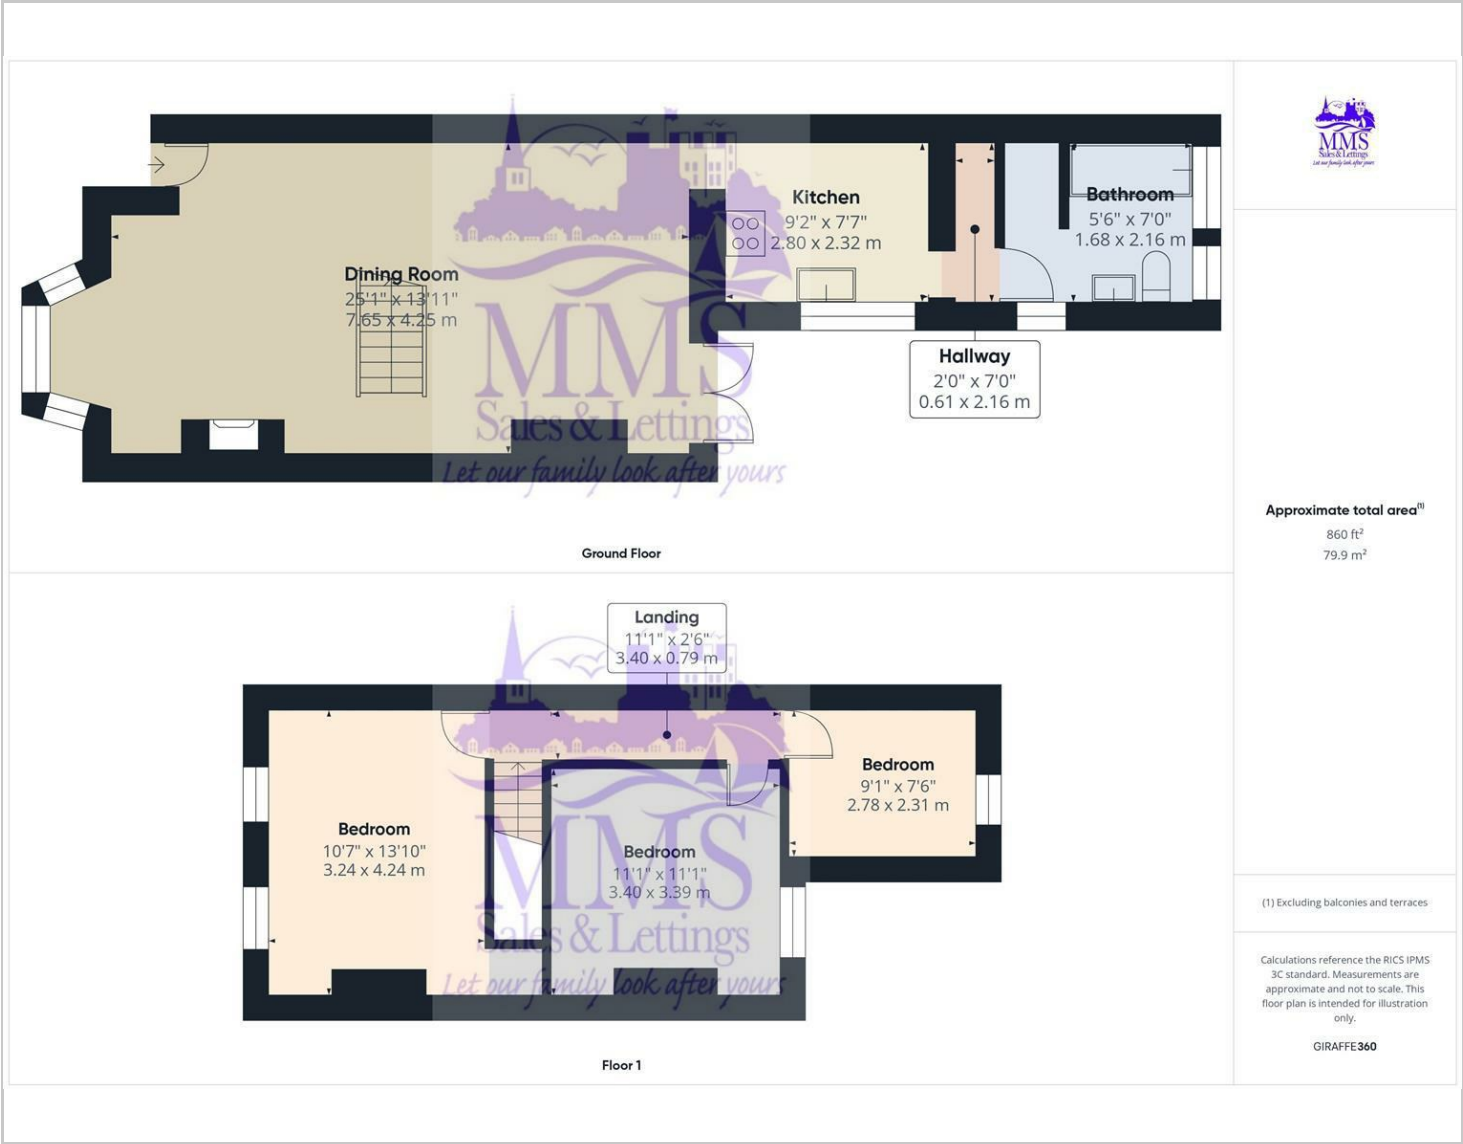 Dining Room
25'1" x 13'11"
7.65 x 4.25 m
Kitchen
9'2" x 7'7"
2.80 x 2.32 m
Bathroom
5'6" x 7'0"
1.68 x 2.16 m
Hallway
2'0" x 7'0"
0.61 x 2.16 m
MMS
Sales & Lettings
Let our family look after yours
Ground Floor
Landing
11'1" x 2'6"
3.40 x 0.79 m
Bedroom
10'7" x 13'10"
3.24 x 4.24 m
Bedroom
11'1" x 11'1"
3.40 x 3.39 m
Bedroom
9'1" x 7'6"
2.78 x 2.31 m
MMS
Sales & Lettings
Let our family look after yours
Floor 1
MMS
Sales & Lettings
Let our family look after yours
Approximate total area(1)
860 ft²
79.9 m²
(1) Excluding balconies and terraces
Calculations reference the RICS IPMS
3C standard. Measurements are
approximate and not to scale. This
floor plan is intended for illustration
only.
GIRAFFE360